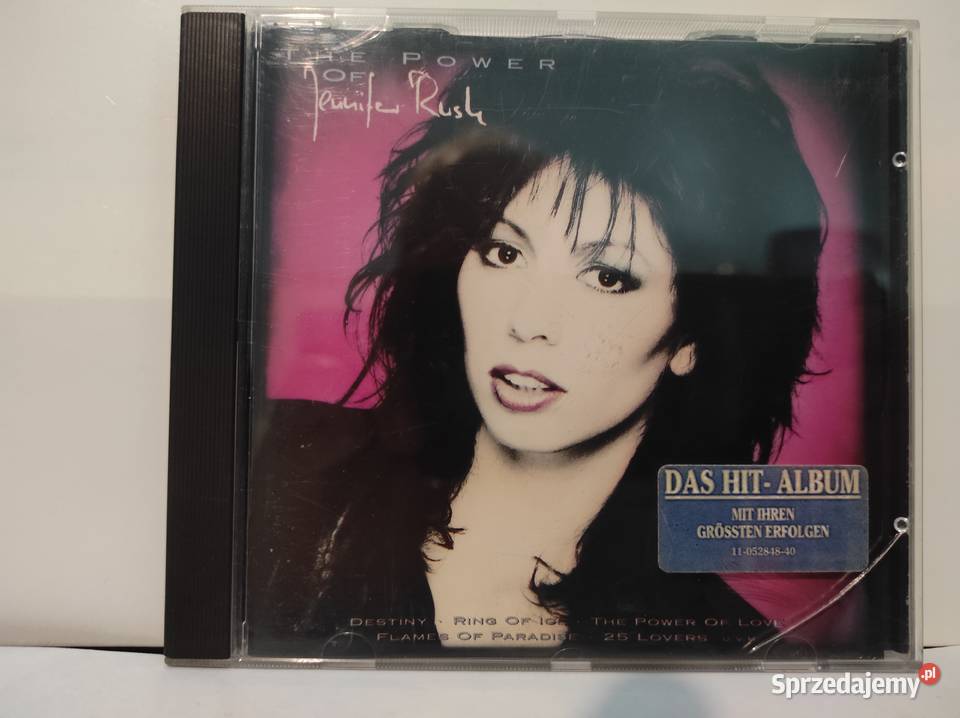 THE POWER
OF
Jennifer Rush
DAS HIT-ALBUM
MIT IHREN
GRÖSSTEN ERFOLGEN
11-052848-40
DESTINY · RING OF ICE · THE POWER OF LOVE
FLAMES OF PARADISE · 25 LOVERS
Sprzedajemy.pl